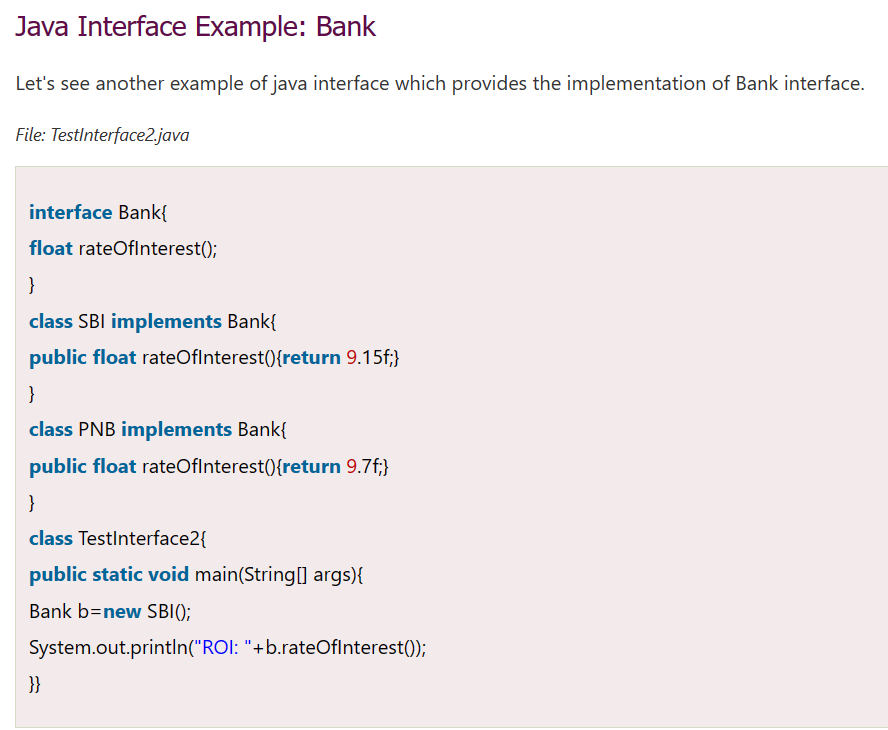 Java Interface Example: Bank
Let's see another example of java interface which provides the implementation of Bank interface.
File: TestInterface2.java
interface Bank{
float rateOfInterest();
}
class SBI implements Bank{
public float rateOfInterest(){return 9.15f;}
}
class PNB implements Bank{
public float rateOfInterest(){return 9.7f;}
}
class TestInterface2{
public static void main(String[] args){
Bank b=new SBI();
System.out.println("ROI: "+b.rateOfInterest());
}}